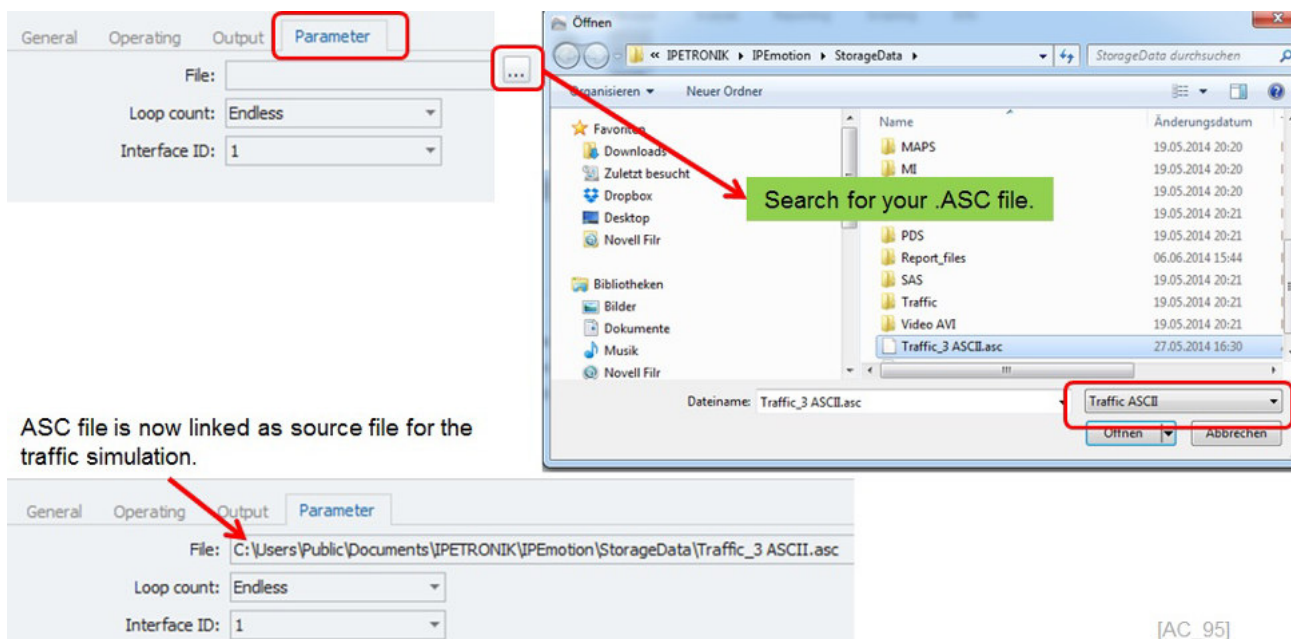 General Operating Output Parameter
File: ...
Loop count: Endless
Interface ID: 1
Öffnen
« IPETRONIK ▸ IPEmotion ▸ StorageData ▸
StorageData durchsuchen
Organisieren Neuer Ordner
Favoriten
Downloads
Zuletzt besucht
Dropbox
Desktop
Novell Filr
Bibliotheken
Bilder
Dokumente
Musik
Novell Filr
Name Änderungsdatum
MAPS 19.05.2014 20:20
MI 19.05.2014 20:20
19.05.2014 20:20
19.05.2014 20:21
PDS 19.05.2014 20:21
Report_files 06.06.2014 15:44
SAS 19.05.2014 20:21
Traffic 19.05.2014 20:21
Video AVI 19.05.2014 20:21
Traffic_3 ASCII.asc 27.05.2014 16:30
Search for your .ASC file.
Dateiname: Traffic_3 ASCII.asc Traffic ASCII
Öffnen Abbrechen
ASC file is now linked as source file for the
traffic simulation.
General Operating Output Parameter
File: C:\Users\Public\Documents\IPETRONIK\IPEmotion\StorageData\Traffic_3 ASCII.asc
Loop count: Endless
Interface ID: 1
[AC_95]